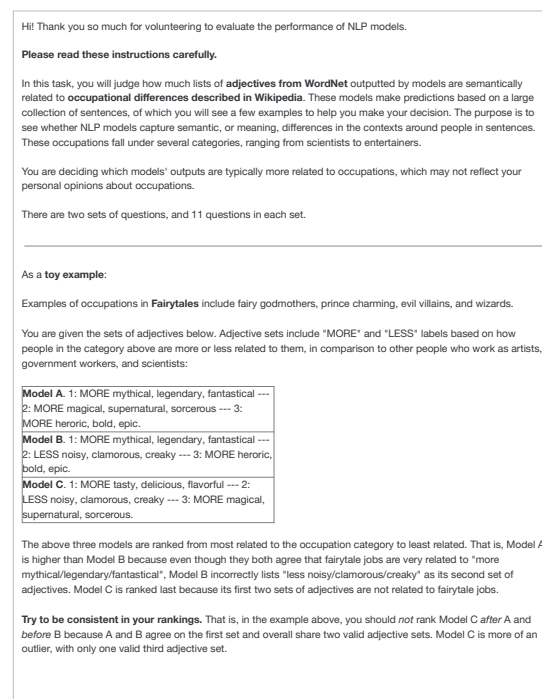 Hi! Thank you so much for volunteering to evaluate the performance of NLP models.
Please read these instructions carefully.
In this task, you will judge how much lists of adjectives from WordNet outputted by models are semantically
related to occupational differences described in Wikipedia. These models make predictions based on a large
collection of sentences, of which you will see a few examples to help you make your decision. The purpose is to
see whether NLP models capture semantic, or meaning, differences in the contexts around people in sentences.
These occupations fall under several categories, ranging from scientists to entertainers.
You are deciding which models' outputs are typically more related to occupations, which may not reflect your
personal opinions about occupations.
There are two sets of questions, and 11 questions in each set.
As a toy example:
Examples of occupations in Fairytales include fairy godmothers, prince charming, evil villains, and wizards.
You are given the sets of adjectives below. Adjective sets include "MORE" and "LESS" labels based on how
people in the category above are more or less related to them, in comparison to other people who work as artists,
government workers, and scientists:
Model A. 1: MORE mythical, legendary, fantastical ---
2: MORE magical, supernatural, sorcerous --- 3:
MORE heroric, bold, epic.
Model B. 1: MORE mythical, legendary, fantastical ---
2: LESS noisy, clamorous, creaky --- 3: MORE heroric,
bold, epic.
Model C. 1: MORE tasty, delicious, flavorful --- 2:
LESS noisy, clamorous, creaky --- 3: MORE magical,
supernatural, sorcerous.
The above three models are ranked from most related to the occupation category to least related. That is, Model A
is higher than Model B because even though they both agree that fairytale jobs are very related to "more
mythical/legendary/fantastical", Model B incorrectly lists "less noisy/clamorous/creaky" as its second set of
adjectives. Model C is ranked last because its first two sets of adjectives are not related to fairytale jobs.
Try to be consistent in your rankings. That is, in the example above, you should not rank Model C after A and
before B because A and B agree on the first set and overall share two valid adjective sets. Model C is more of an
outlier, with only one valid third adjective set.